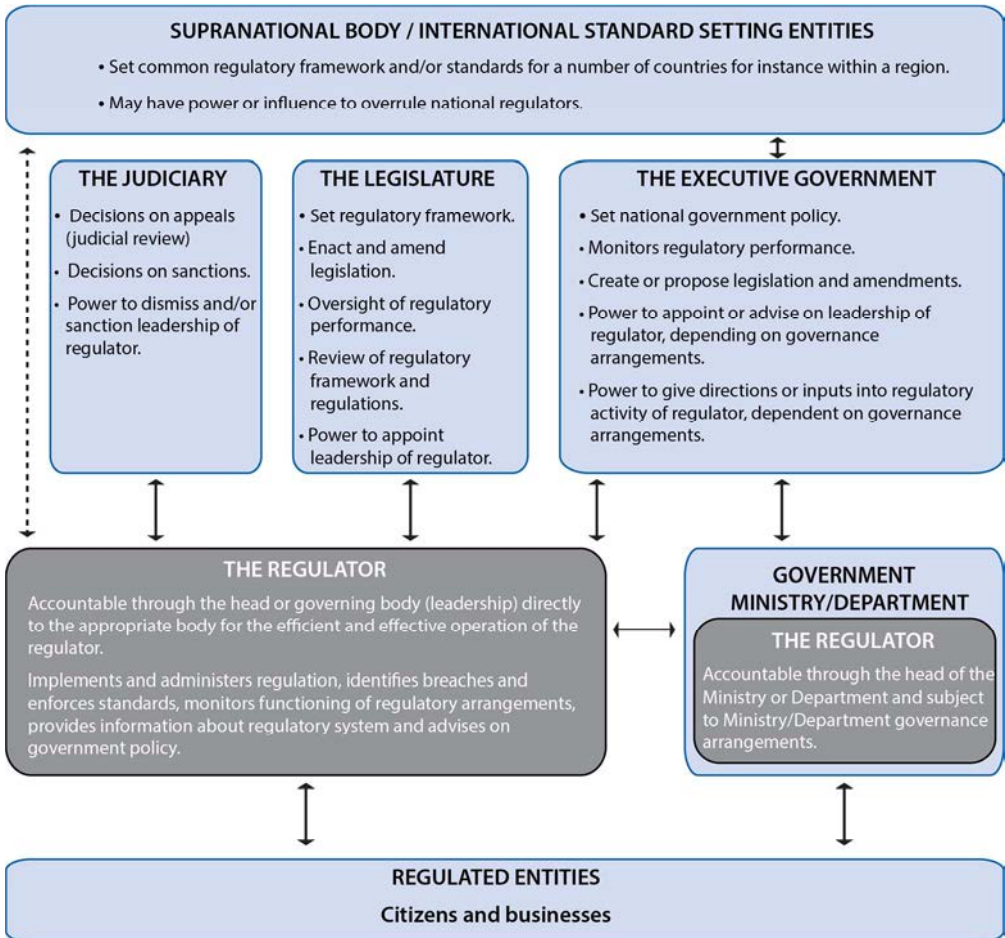 SUPRANATIONAL BODY / INTERNATIONAL STANDARD SETTING ENTITIES
• Set common regulatory framework and/or standards for a number of countries for instance within a region.
• May have power or influence to overrule national regulators.
THE JUDICIARY
• Decisions on appeals
(judicial review)
• Decisions on sanctions.
• Power to dismiss and/or
sanction leadership of
regulator.
THE LEGISLATURE
• Set regulatory framework.
• Enact and amend
legislation.
• Oversight of regulatory
performance.
• Review of regulatory
framework and
regulations.
• Power to appoint
leadership of regulator.
THE EXECUTIVE GOVERNMENT
• Set national government policy.
• Monitors regulatory performance.
• Create or propose legislation and amendments.
• Power to appoint or advise on leadership of
regulator, depending on governance
arrangements.
• Power to give directions or inputs into regulatory
activity of regulator, dependent on governance
arrangements.
THE REGULATOR
Accountable through the head or governing body (leadership) directly
to the appropriate body for the efficient and effective operation of the
regulator.
Implements and administers regulation, identifies breaches and
enforces standards, monitors functioning of regulatory arrangements,
provides information about regulatory system and advises on
government policy.
GOVERNMENT
MINISTRY/DEPARTMENT
THE REGULATOR
Accountable through the head of the
Ministry or Department and subject
to Ministry/Department governance
arrangements.
REGULATED ENTITIES
Citizens and businesses